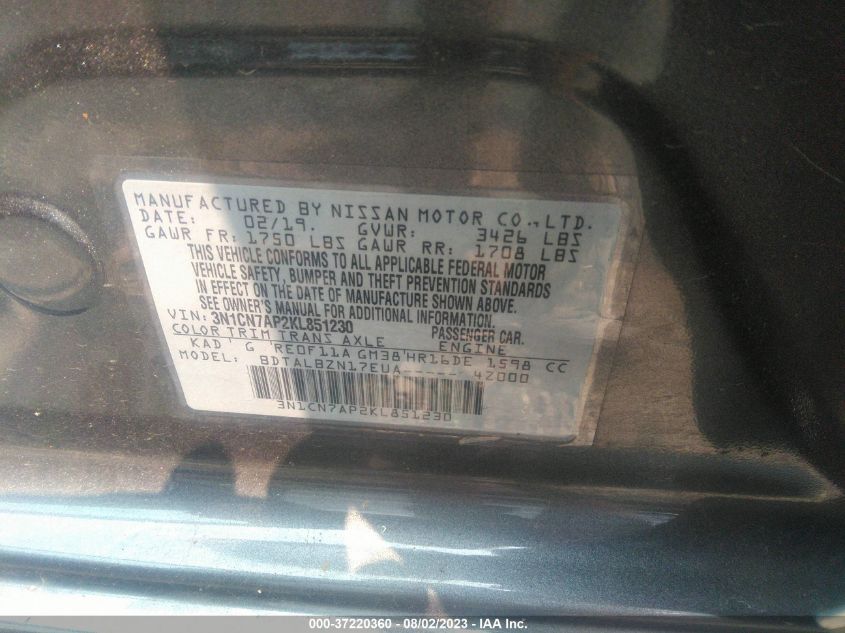 MANUFACTURED BY NISSAN MOTOR CO.,LTD.
DATE: 02/19. GVWR: 3426 LBS
GAWR FR: 1750 LBS GAWR RR: 1708 LBS
THIS VEHICLE CONFORMS TO ALL APPLICABLE FEDERAL MOTOR
VEHICLE SAFETY, BUMPER AND THEFT PREVENTION STANDARDS
IN EFFECT ON THE DATE OF MANUFACTURE SHOWN ABOVE.
SEE OWNER'S MANUAL FOR ADDITIONAL INFORMATION.
VIN: 3N1CN7AP2KL851230 PASSENGER CAR.
COLOR TRIM TRANS AXLE ENGINE
KAD G RE0F11A GM38 HR16DE 1598 CC
MODEL: BDTALBZN17EUA----- 42000
3N1CN7AP2KL851230
000-37220360 - 08/02/2023 - IAA Inc.